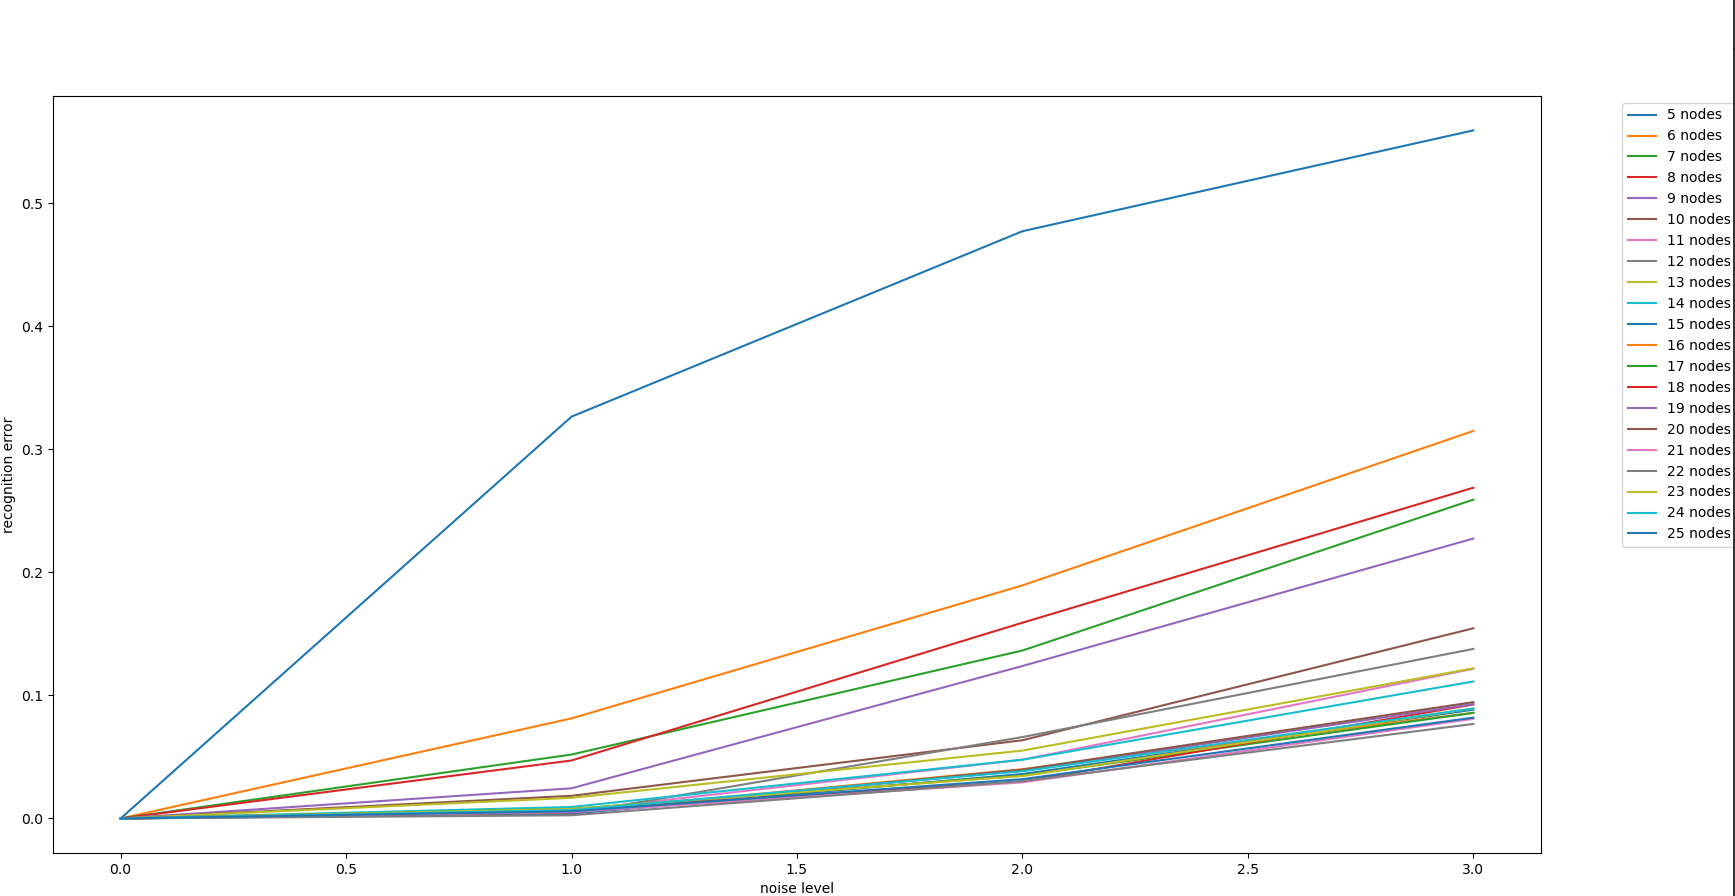 0.5
0.4
0.3
0.2
0.1
0.0
recognition error
0.0 0.5 1.0 1.5 2.0 2.5 3.0
noise level
5 nodes
6 nodes
7 nodes
8 nodes
9 nodes
10 nodes
11 nodes
12 nodes
13 nodes
14 nodes
15 nodes
16 nodes
17 nodes
18 nodes
19 nodes
20 nodes
21 nodes
22 nodes
23 nodes
24 nodes
25 nodes